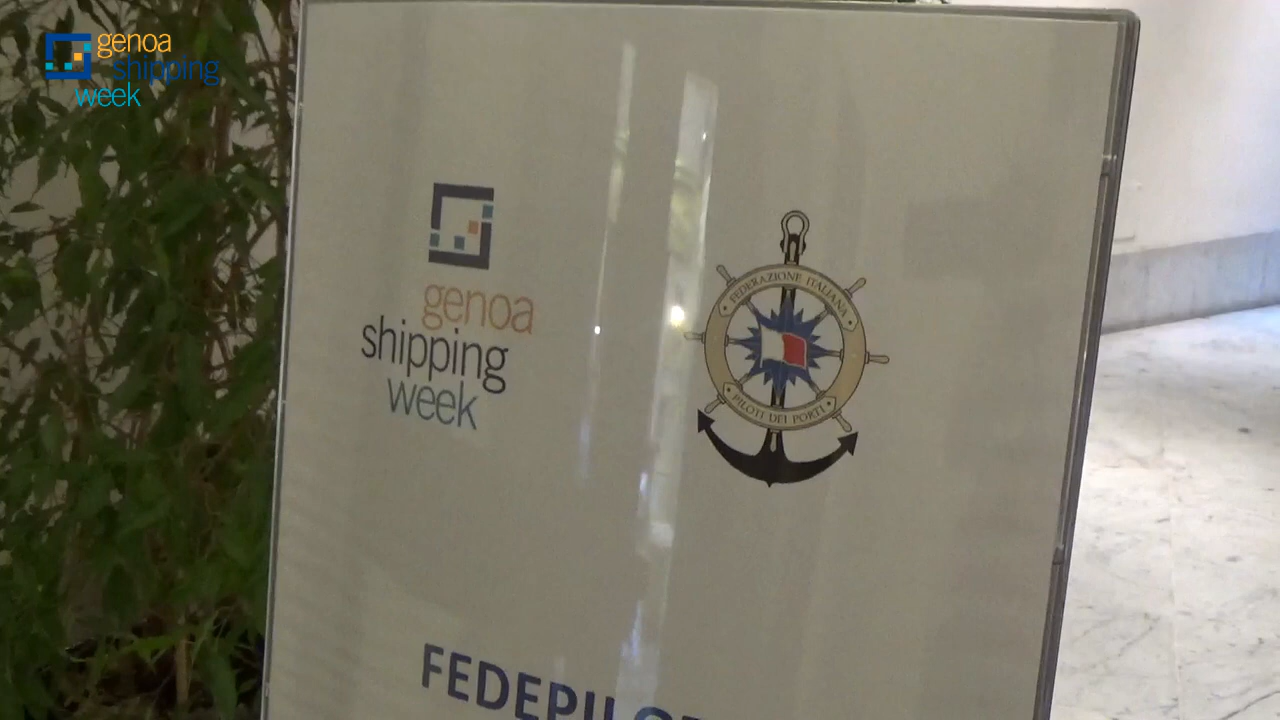 genoa
shipping
week
genoa
shipping
week
FEDERAZIONE ITALIANA
PILOTI DEI PORTI